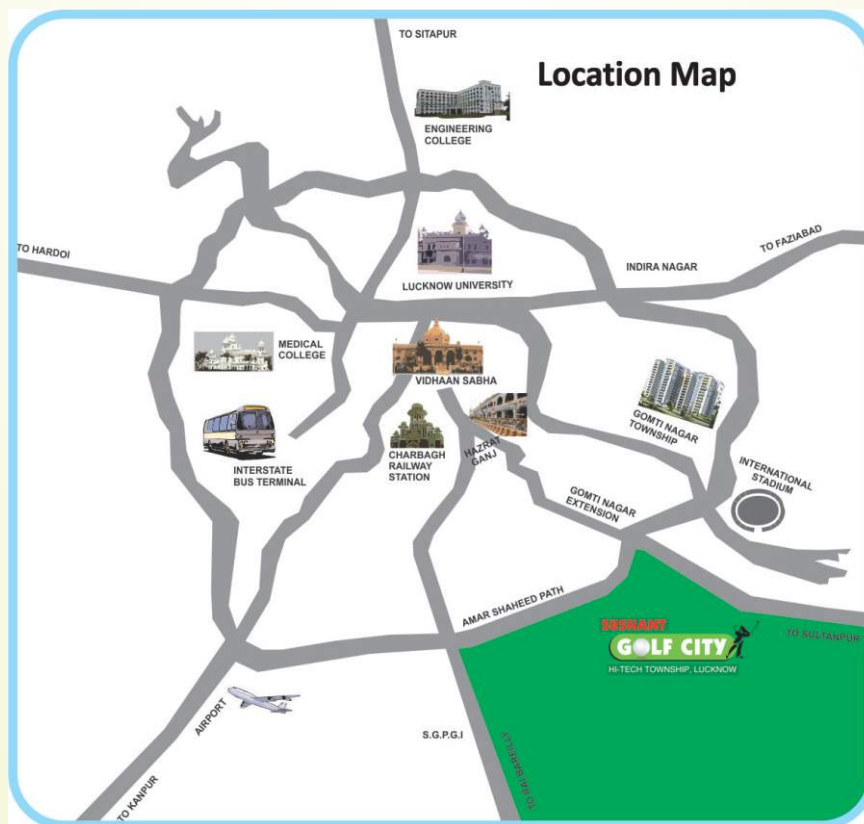 TO SITAPUR
Location Map
ENGINEERING
COLLEGE
TO HARDOI
TO FAZIABAD
INDIRA NAGAR
LUCKNOW UNIVERSITY
MEDICAL
COLLEGE
VIDHAAN SABHA
GOMTI NAGAR
TOWNSHIP
HAZRAT
GANJ
INTERSTATE
BUS TERMINAL
CHARBAGH
RAILWAY
STATION
INTERNATIONAL
STADIUM
GOMTI NAGAR
EXTENSION
AMAR SHAHEED PATH
SUSHANT
GOLF CITY
HI-TECH TOWNSHIP, LUCKNOW
TO SULTANPUR
AIRPORT
S.G.P.G.I
TO RAI BAREILLY
TO KANPUR